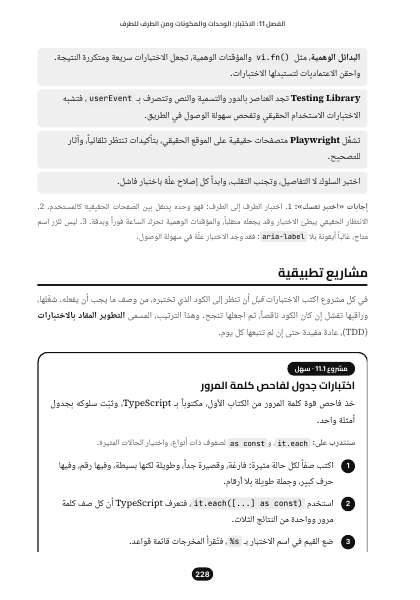 الفصل 11: الاختبار: الوحدات والمكونات ومن الطرف للطرف
البدائل الوهمية، مثل vi.fn() والمؤقتات الوهمية، تجعل الاختبارات سريعة ومتكررة النتيجة.
واحقن الاعتماديات لتستبدلها الاختبارات.
Testing Library تجد العناصر بالدور والتسمية والنص وتتصرف بـ userEvent، فتشبه
الاختبارات الاستخدام الحقيقي وتفحص سهولة الوصول في الطريق.
تشغّل Playwright متصفحات حقيقية على الموقع الحقيقي، بتأكيدات تنتظر تلقائياً، وآثار
للتصحيح.
اختبر السلوك لا التفاصيل، وتجنب التقلب، وابدأ كل إصلاح علّة باختبار فاشل.
إجابات «اختبر نفسك»: 1. اختبار الطرف إلى الطرف: فهو وحده يتنقل بين الصفحات الحقيقية كالمستخدم. 2.
الانتظار الحقيقي يبطئ الاختبار وقد يجعله متقلباً، والمؤقتات الوهمية تحرك الساعة فوراً وبدقة. 3. ليس للزر اسم
متاح، غالباً أيقونة بلا aria-label: فقد وجد الاختبار علّة في سهولة الوصول.
مشاريع تطبيقية
في كل مشروع اكتب الاختبارات قبل أن تنظر إلى الكود الذي تختبره، من وصف ما يجب أن يفعله. شغّلها،
وراقبها تفشل إن كان الكود ناقصاً، ثم اجعلها تنجح. وهذا الترتيب، المسمى التطوير المقاد بالاختبارات
(TDD)، عادة مفيدة حتى إن لم تتبعها كل يوم.
مشروع 11.1 · سهل
اختبارات جدول لفاحص كلمة المرور
خذ فاحص قوة كلمة المرور من الكتاب الأول، مكتوباً بـ TypeScript، وثبّت سلوكه بجدول
أمثلة واحد.
ستتدرب على: it.each، و as const لصفوف ذات أنواع، واختيار الحالات المثيرة.
1 اكتب صفاً لكل حالة مثيرة: فارغة، وقصيرة جداً، وطويلة لكنها بسيطة، وفيها رقم، وفيها
حرف كبير، وجملة طويلة بلا أرقام.
2 استخدم it.each([...] as const)، فتعرف TypeScript أن كل صف كلمة
مرور وواحدة من النتائج الثلاث.
3 ضع القيم في اسم الاختبار بـ %s، فتُقرأ المخرجات قائمة قواعد.
228